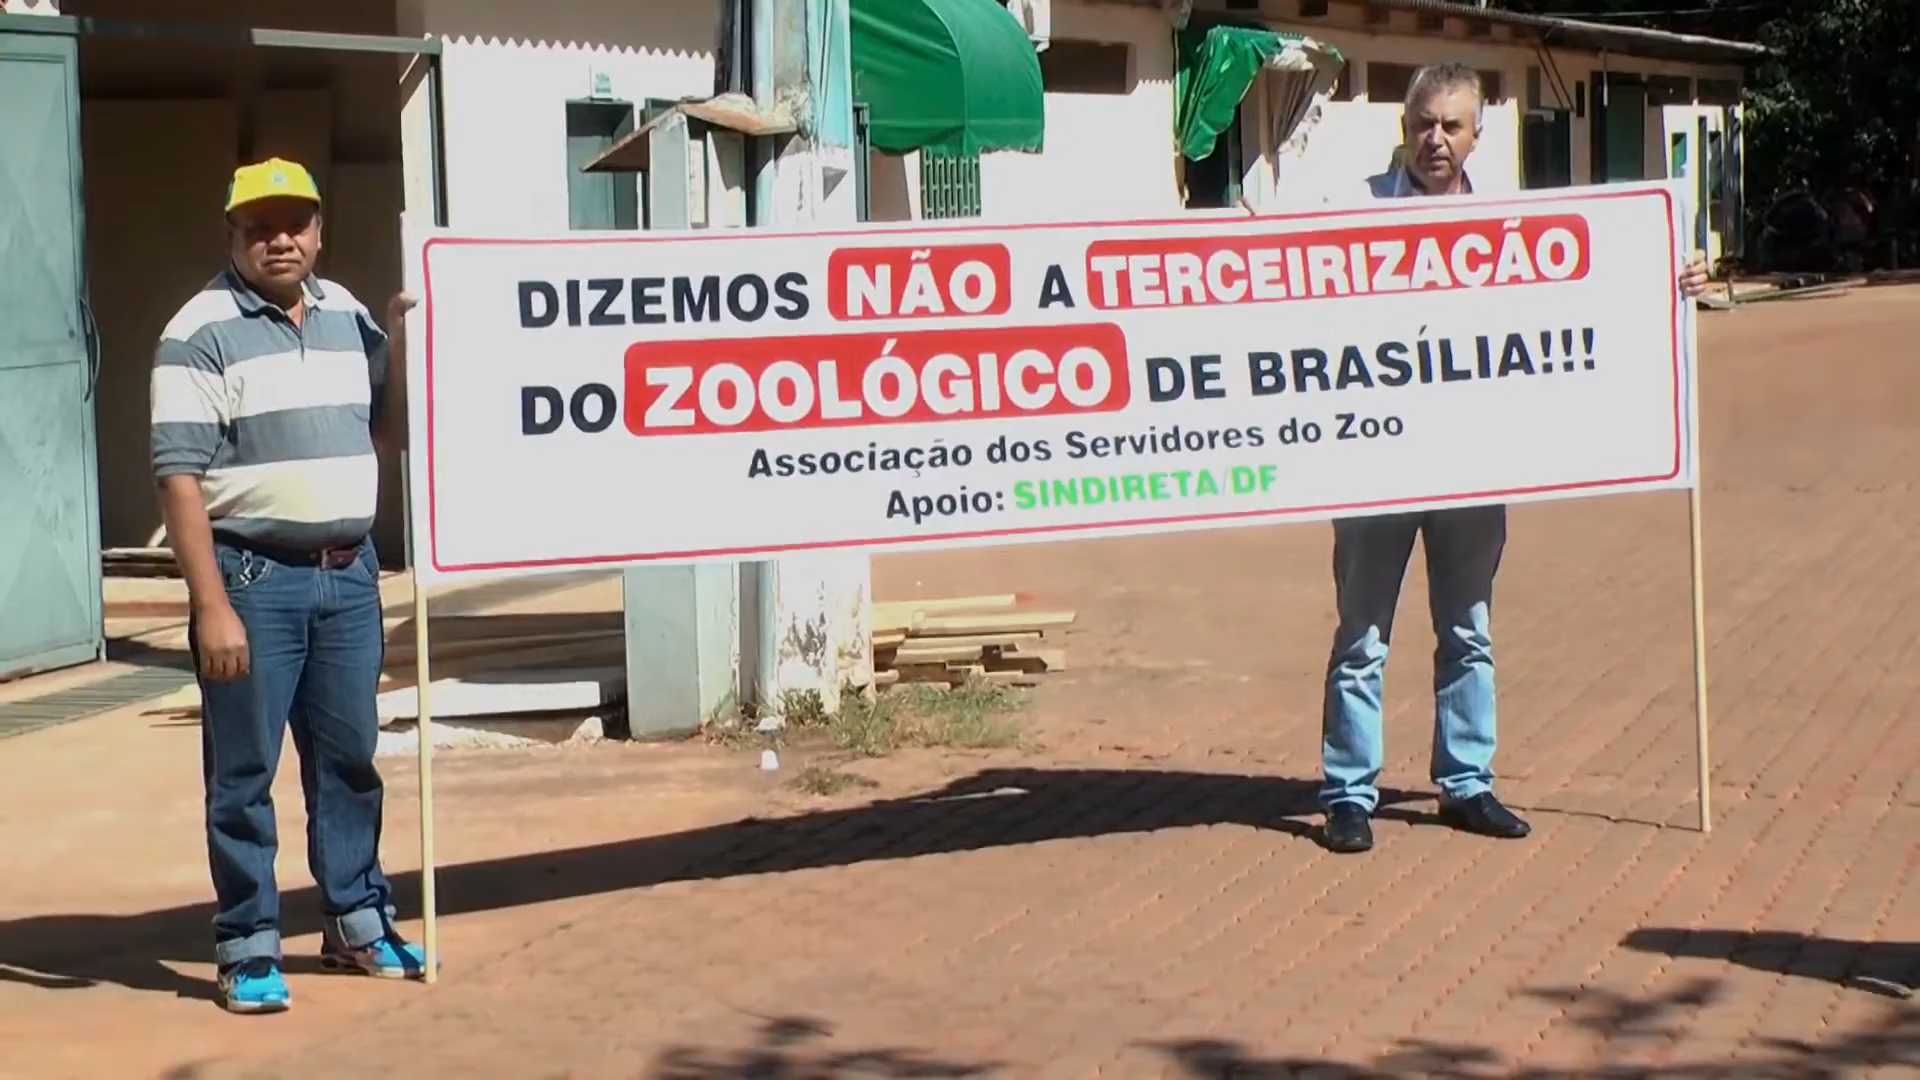 DIZEMOS NÃO A TERCEIRIZAÇÃO
DO ZOOLÓGICO DE BRASÍLIA!!!
Associação dos Servidores do Zoo
Apoio: SINDIRETA/DF